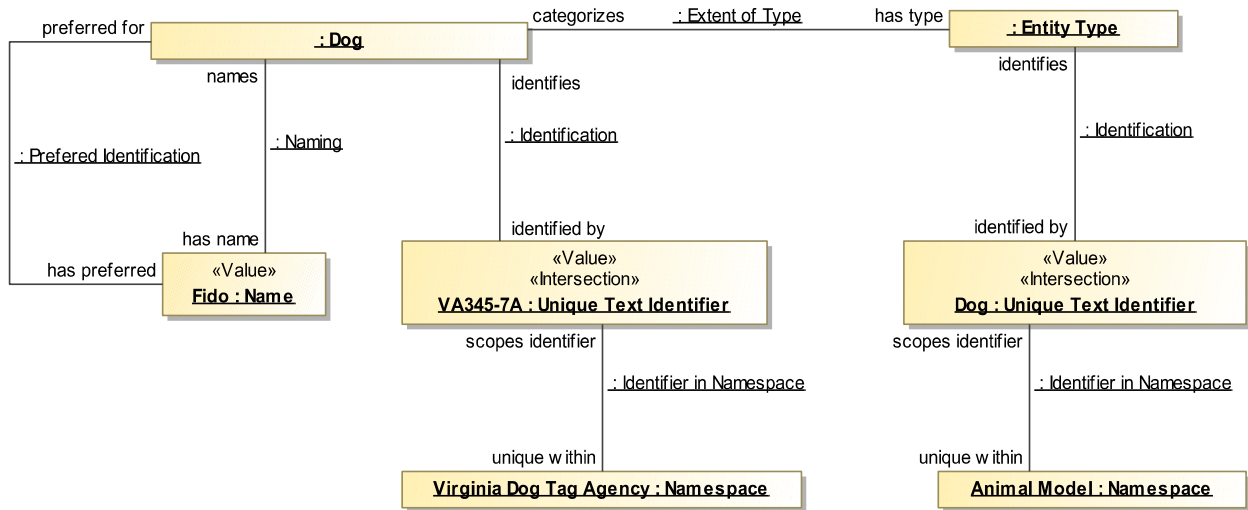 categorizes : Extent of Type has type
preferred for : Dog : Entity Type
names identifies identifies
: Prefered Identification : Naming : Identification : Identification
has name identified by identified by
has preferred «Value» «Value» «Value»
«Intersection» «Intersection»
Fido : Name VA345-7A : Unique Text Identifier Dog : Unique Text Identifier
scopes identifier scopes identifier
: Identifier in Namespace : Identifier in Namespace
unique within unique within
Virginia Dog Tag Agency : Namespace Animal Model : Namespace